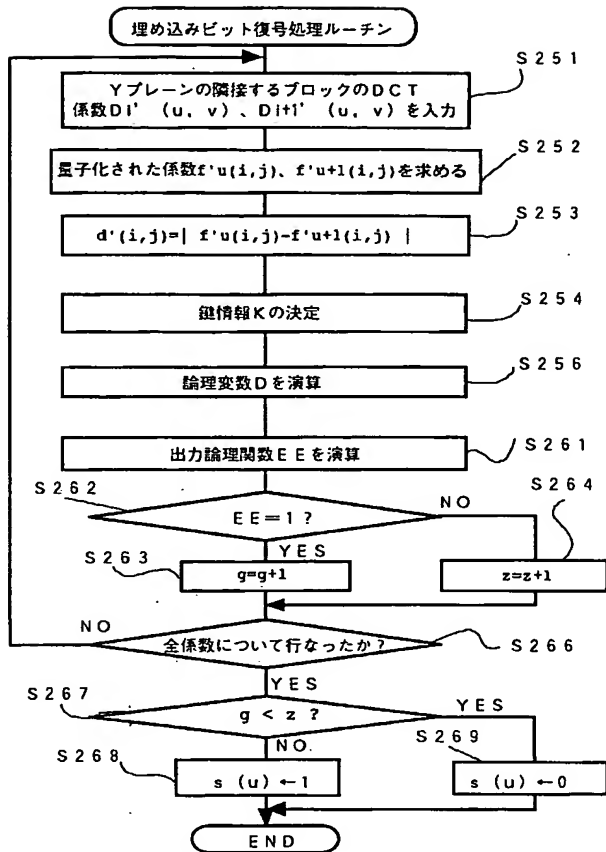 埋め込みビット復号処理ルーチン
S251
Yプレーンの隣接するブロックのDCT
係数Di' (u, v)、Di+1' (u, v) を入力
S252
量子化された係数f'u(i,j)、f'u+1(i,j)を求める
S253
d'(i,j)=| f'u(i,j)-f'u+1(i,j) |
S254
鍵情報Kの決定
S256
論理変数Dを演算
S261
出力論理関数EEを演算
S262
EE=1?
NO
S264
YES
S263
g=g+1
z=z+1
NO
全係数について行なったか?
S266
YES
S267
g < z ?
YES
NO.
S268
S269
s (u) ←1
s (u) ←0
END